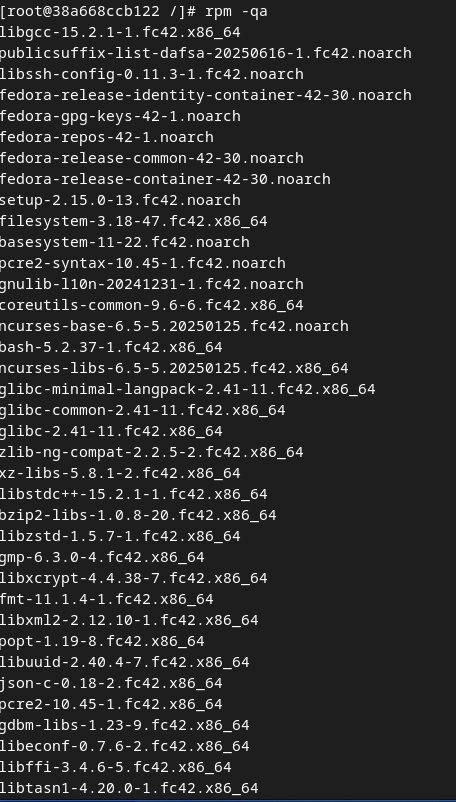 [root@38a668ccb122 /]# rpm -qa
libgcc-15.2.1-1.fc42.x86_64
publicsuffix-list-dafsa-20250616-1.fc42.noarch
libssh-config-0.11.3-1.fc42.noarch
fedora-release-identity-container-42-30.noarch
fedora-gpg-keys-42-1.noarch
fedora-repos-42-1.noarch
fedora-release-common-42-30.noarch
fedora-release-container-42-30.noarch
setup-2.15.0-13.fc42.noarch
filesystem-3.18-47.fc42.x86_64
basesystem-11-22.fc42.noarch
pcre2-syntax-10.45-1.fc42.noarch
gnulib-l10n-20241231-1.fc42.noarch
coreutils-common-9.6-6.fc42.x86_64
ncurses-base-6.5-5.20250125.fc42.noarch
bash-5.2.37-1.fc42.x86_64
ncurses-libs-6.5-5.20250125.fc42.x86_64
glibc-minimal-langpack-2.41-11.fc42.x86_64
glibc-common-2.41-11.fc42.x86_64
glibc-2.41-11.fc42.x86_64
zlib-ng-compat-2.2.5-2.fc42.x86_64
xz-libs-5.8.1-2.fc42.x86_64
libstdc++-15.2.1-1.fc42.x86_64
bzip2-libs-1.0.8-20.fc42.x86_64
libzstd-1.5.7-1.fc42.x86_64
gmp-6.3.0-4.fc42.x86_64
libxcrypt-4.4.38-7.fc42.x86_64
fmt-11.1.4-1.fc42.x86_64
libxml2-2.12.10-1.fc42.x86_64
popt-1.19-8.fc42.x86_64
libuuid-2.40.4-7.fc42.x86_64
json-c-0.18-2.fc42.x86_64
pcre2-10.45-1.fc42.x86_64
gdbm-libs-1.23-9.fc42.x86_64
libeconf-0.7.6-2.fc42.x86_64
libffi-3.4.6-5.fc42.x86_64
libtasn1-4.20.0-1.fc42.x86_64